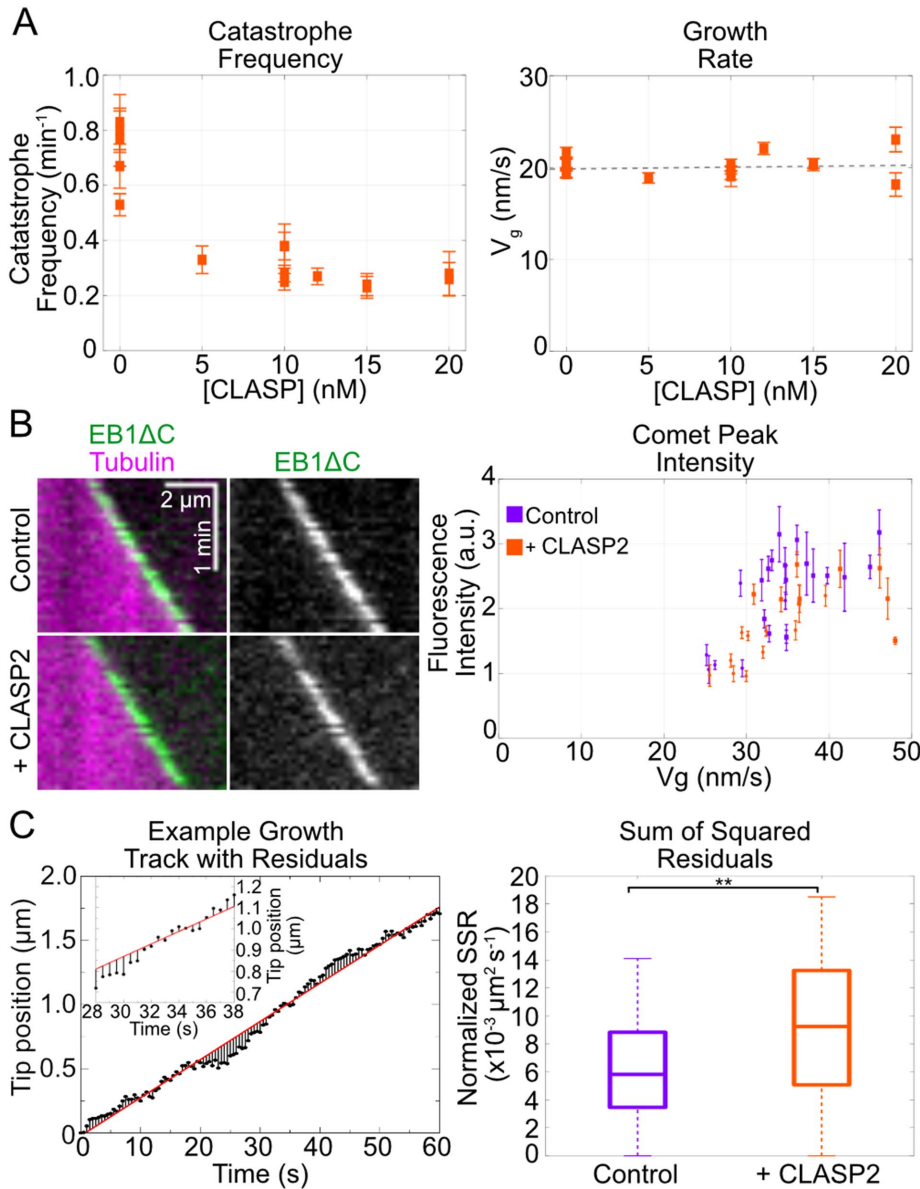 A
Catastrophe
Frequency
Catatstrophe
Frequency (min-1)
1.0
0.8
0.6
0.4
0.2
0
0
5
10
15
20
[CLASP] (nM)
Growth
Rate
Vg (nm/s)
30
20
10
0
0
5
10
15
20
[CLASP] (nM)
B
EB1ΔC
Tubulin
EB1ΔC
Control
+ CLASP2
2 μm
1 min
Comet Peak
Intensity
Fluorescence
Intensity (a.u.)
4
3
2
1
0
Control
+ CLASP2
0
10
20
30
40
50
Vg (nm/s)
C
Example Growth
Track with Residuals
Tip position (μm)
2.0
1.5
1.0
0.5
0
0
10
20
30
40
50
60
Time (s)
1.2
1.1
1.0
0.9
0.8
0.7
Tip position
(μm)
28
30
32
34
36
38
Time (s)
Sum of Squared
Residuals
Normalized SSR
(x10-3 μm2 s-1)
20
18
16
14
12
10
8
6
4
2
0
**
Control
+ CLASP2